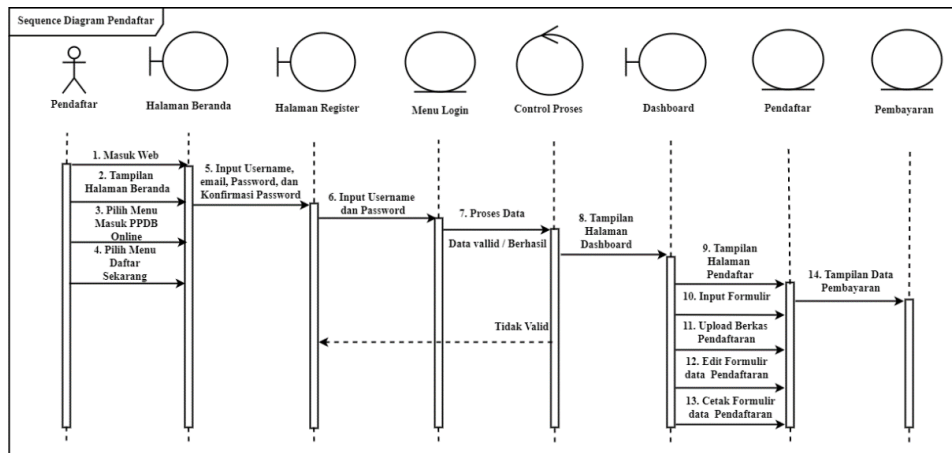 Sequence Diagram Pendaftar
Pendaftar
Halaman Beranda
Halaman Register
Menu Login
Control Proses
Dashboard
Pendaftar
Pembayaran
1. Masuk Web
2. Tampilan
Halaman Beranda
3. Pilih Menu
Masuk PPDB
Online
4. Pilih Menu
Daftar
Sekarang
5. Input Username,
email, Password, dan
Konfirmasi Password
6. Input Username
dan Password
7. Proses Data
Data vallid / Berhasil
Tidak Valid
8. Tampilan
Halaman
Dashboard
9. Tampilan
Halaman
Pendaftar
10. Input Formulir
11. Upload Berkas
Pendaftaran
12. Edit Formulir
data Pendaftaran
13. Cetak Formulir
data Pendaftaran
14. Tampilan Data
Pembayaran